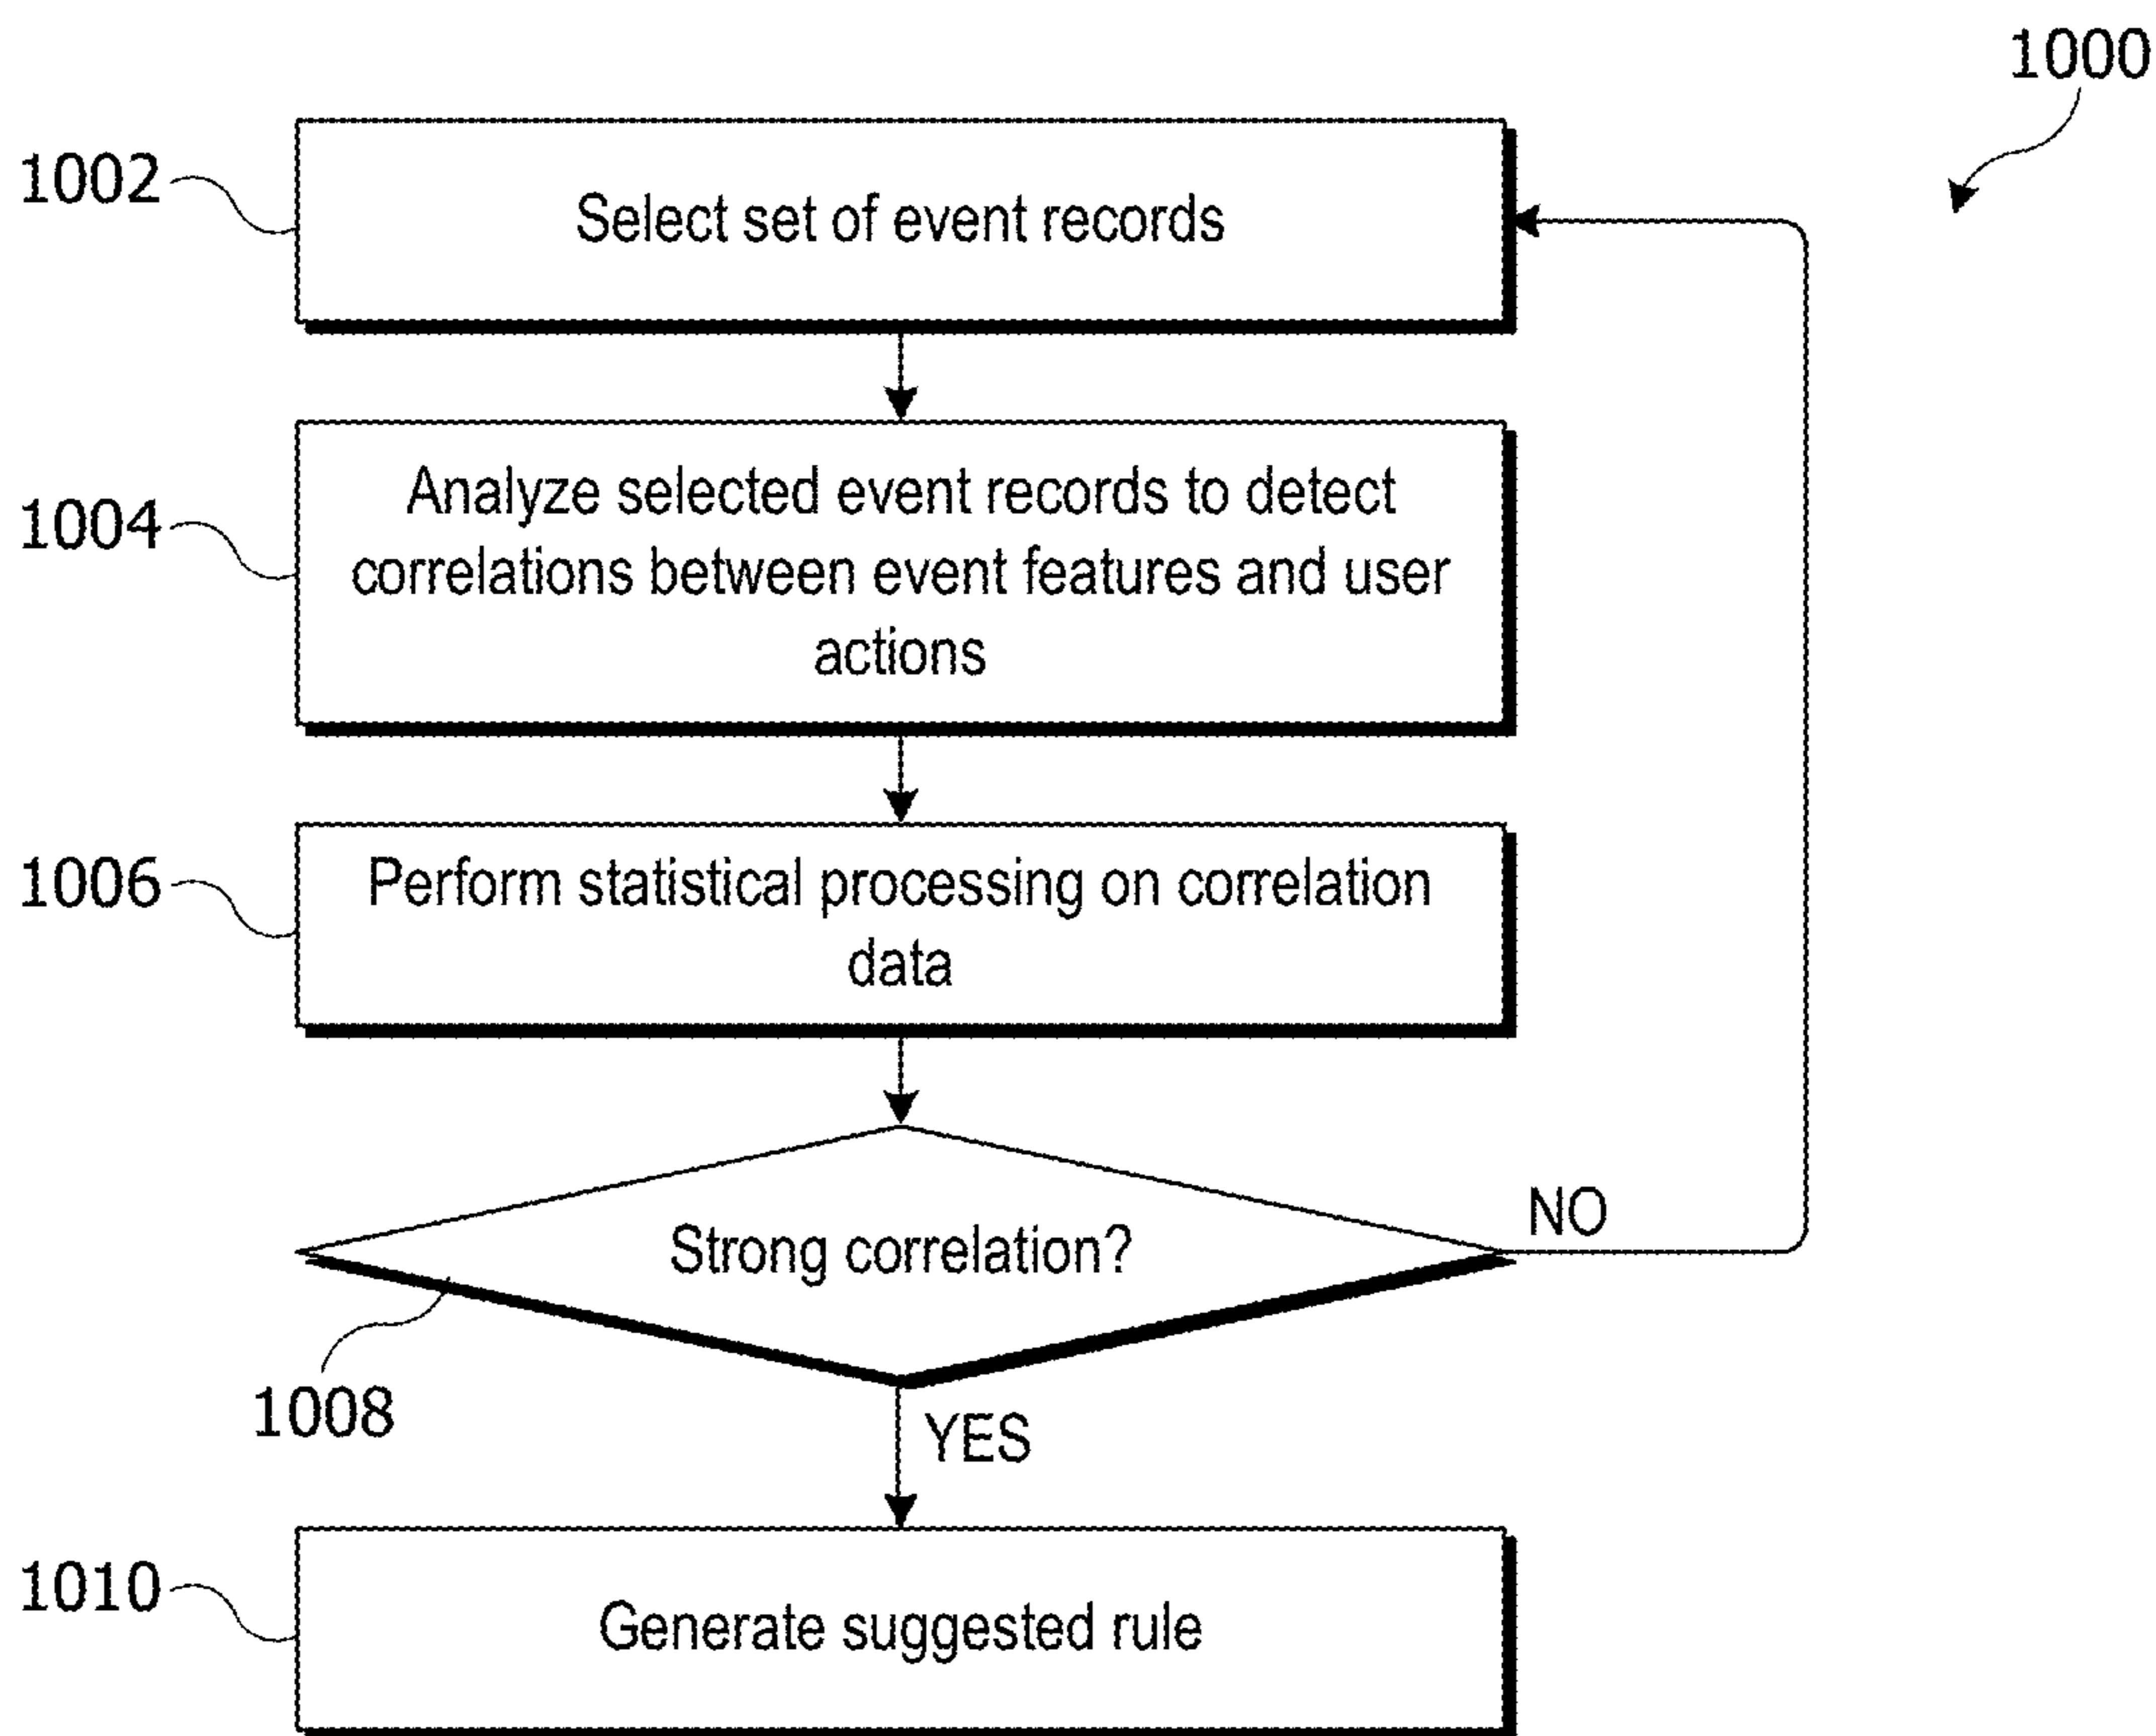 1000
1002
Select set of event records
1004
Analyze selected event records to detect
correlations between event features and user
actions
1006
Perform statistical processing on correlation
data
Strong correlation?
NO
1008
YES
1010
Generate suggested rule